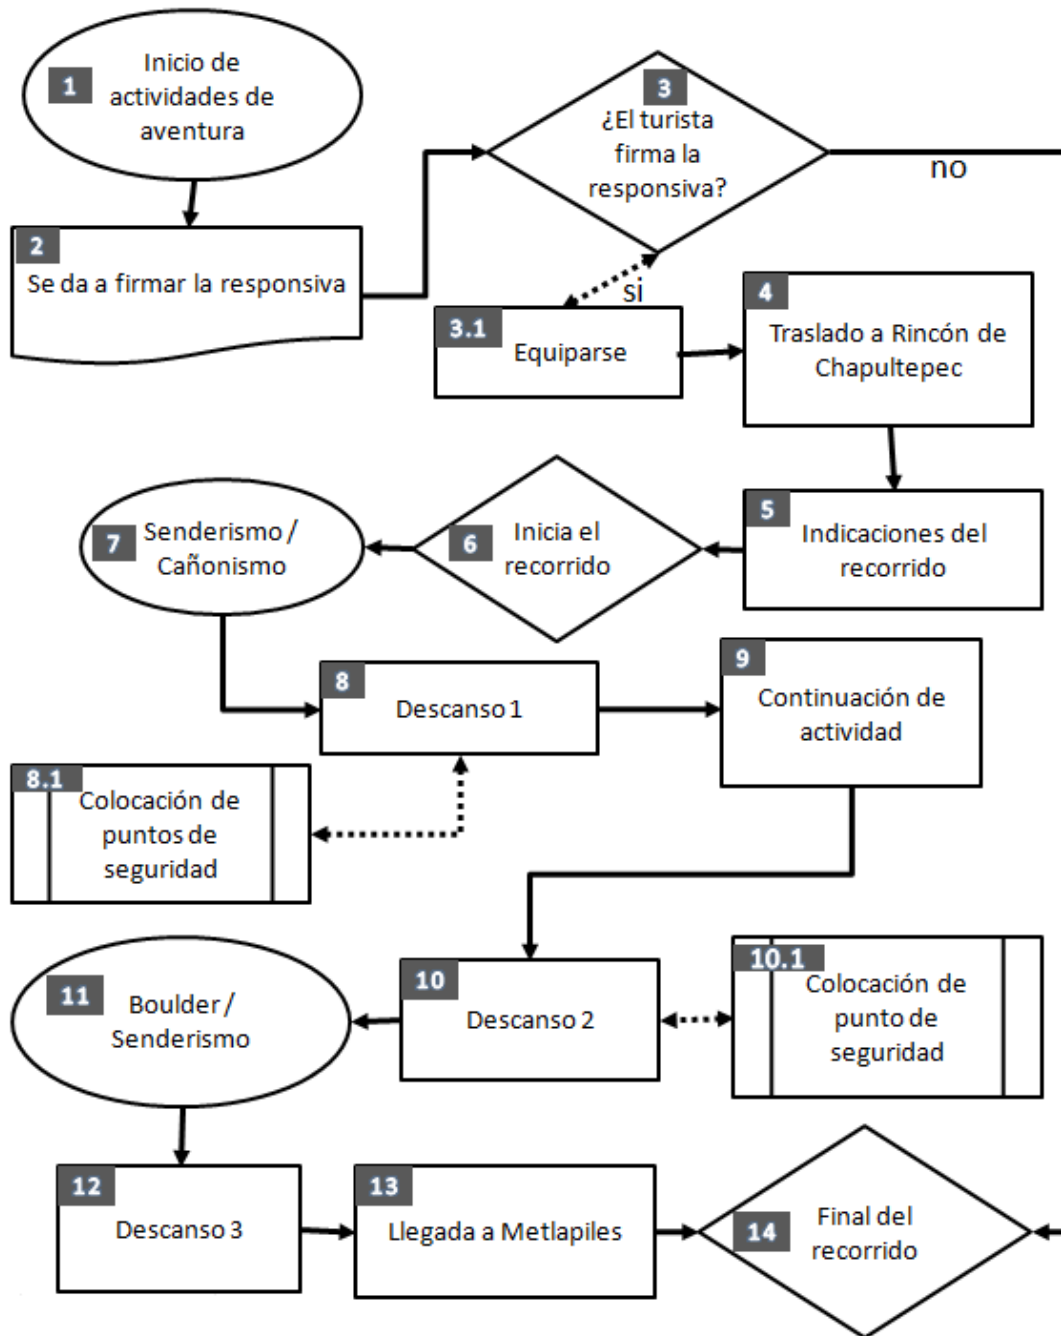 1
Inicio de
actividades de
aventura
2
Se da a firmar la responsiva
3
¿El turista
firma la
responsiva?
no
si
3.1
Equiparse
4
Traslado a Rincón de
Chapultepec
5
Indicaciones del
recorrido
6
Inicia el
recorrido
7
Senderismo /
Cañonismo
8
Descanso 1
8.1
Colocación de
puntos de
seguridad
9
Continuación de
actividad
10
Descanso 2
10.1
Colocación de
punto de
seguridad
11
Boulder /
Senderismo
12
Descanso 3
13
Llegada a Metlapiles
14
Final del
recorrido